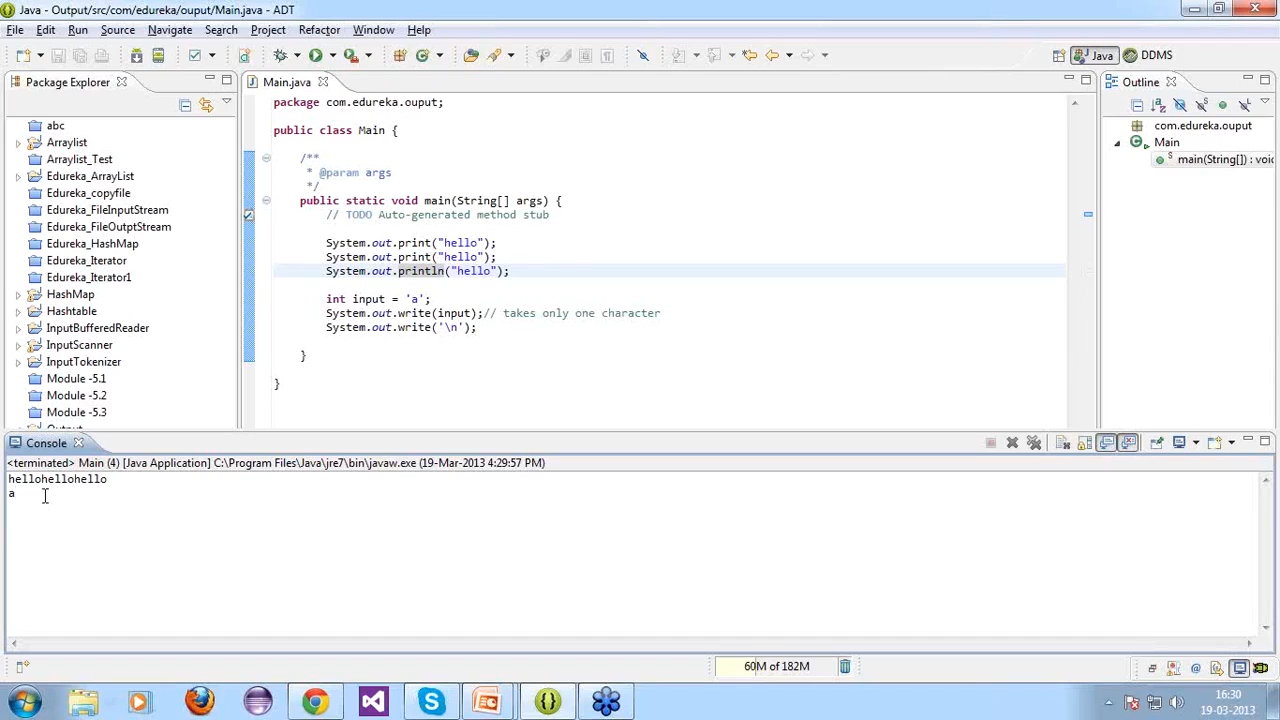 Java - Output/src/com/edureka/ouput/Main.java - ADT
File Edit Run Source Search Project Refactor Navigate Window Help
Java DDMS
Package Explorer
abc
Arraylist
Arraylist_Test
Edureka_ArrayList
Edureka_copyfile
Edureka_FileInputStream
Edureka_FileOutptStream
Edureka_HashMap
Edureka_Iterator
Edureka_Iterator1
HashMap
Hashtable
InputBufferedReader
InputScanner
InputTokenizer
Module -5.1
Module -5.2
Module -5.3
Output
Main.java
package com.edureka.ouput;
public class Main {
/**
* @param args
*/
public static void main(String[] args) {
// TODO Auto-generated method stub
System.out.print("hello");
System.out.print("hello");
System.out.println("hello");
int input = 'a';
System.out.write(input);// takes only one character
System.out.write('\n');
}
}
Outline
com.edureka.ouput
Main
main(String[]) : void
Console
<terminated> Main (4) [Java Application] C:\Program Files\Java\jre7\bin\javaw.exe (19-Mar-2013 4:29:57 PM)
hellohellohello
a
60M of 182M
16:30
19-03-2013